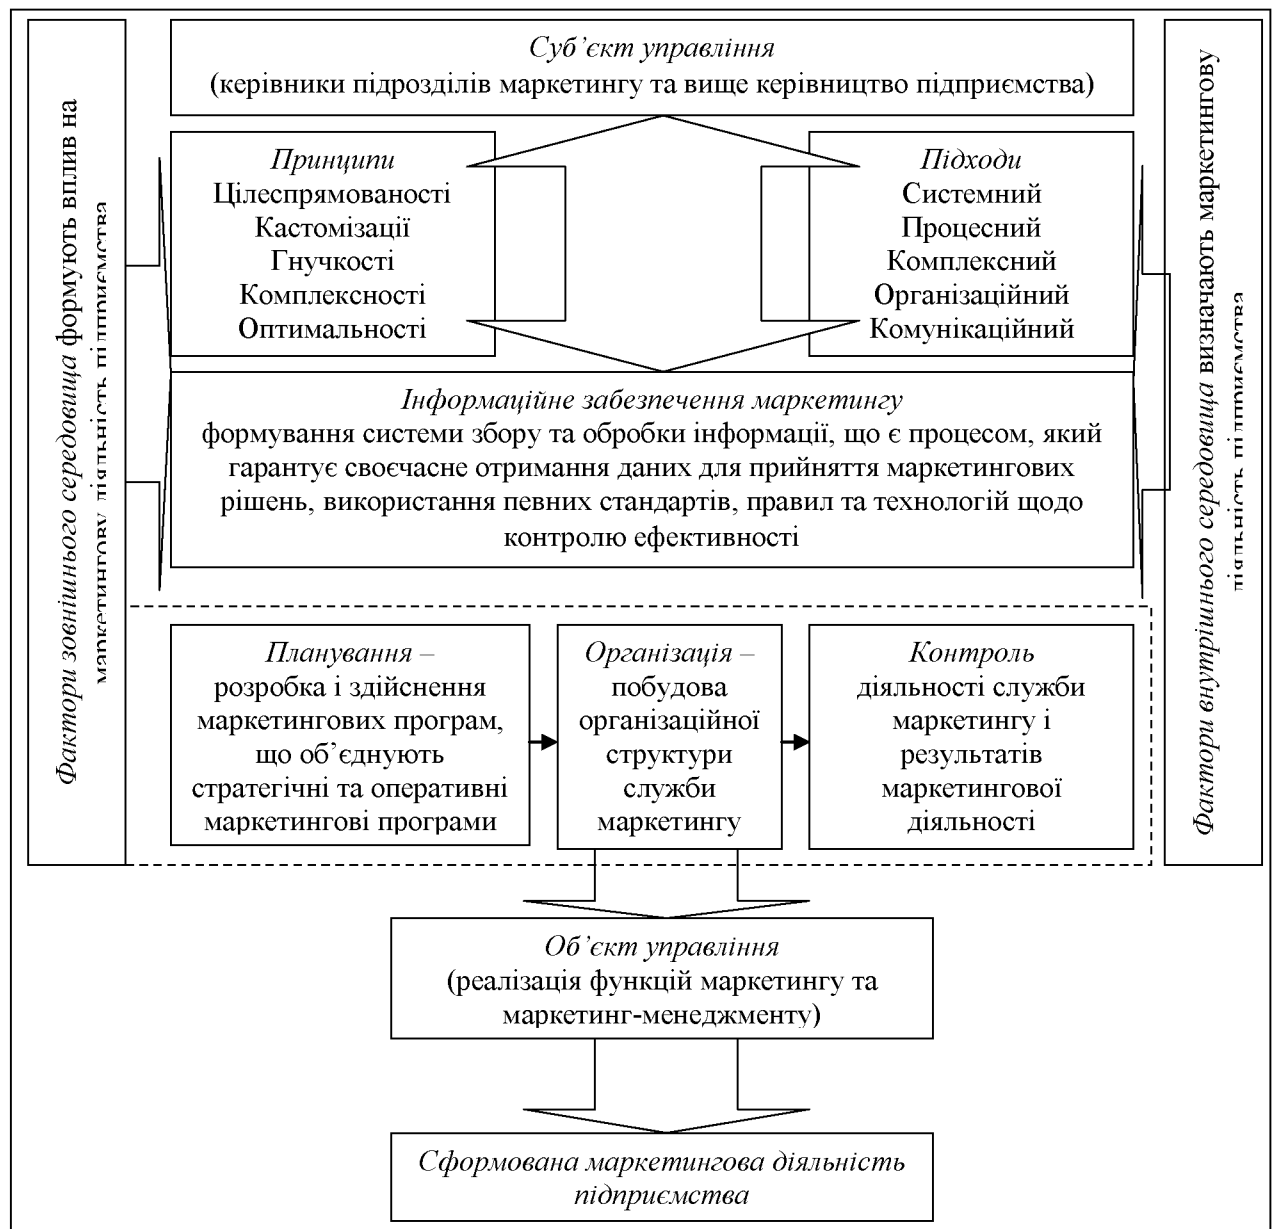 Фактори зовнішнього середовища формують вплив на
маркетингову діяльність підприємства
Суб’єкт управління
(керівники підрозділів маркетингу та вище керівництво підприємства)
Принципи
Цілеспрямованості
Кастомізації
Гнучкості
Комплексності
Оптимальності
Підходи
Системний
Процесний
Комплексний
Організаційний
Комунікаційний
Інформаційне забезпечення маркетингу
формування системи збору та обробки інформації, що є процесом, який
гарантує своєчасне отримання даних для прийняття маркетингових
рішень, використання певних стандартів, правил та технологій щодо
контролю ефективності
Планування –
розробка і здійснення
маркетингових програм,
що об’єднують
стратегічні та оперативні
маркетингові програми
Організація –
побудова
організаційної
структури
служби
маркетингу
Контроль
діяльності служби
маркетингу і
результатів
маркетингової
діяльності
Фактори внутрішнього середовища визначають маркетингову
діяльність підприємства
Об’єкт управління
(реалізація функцій маркетингу та
маркетинг-менеджменту)
Сформована маркетингова діяльність
підприємства